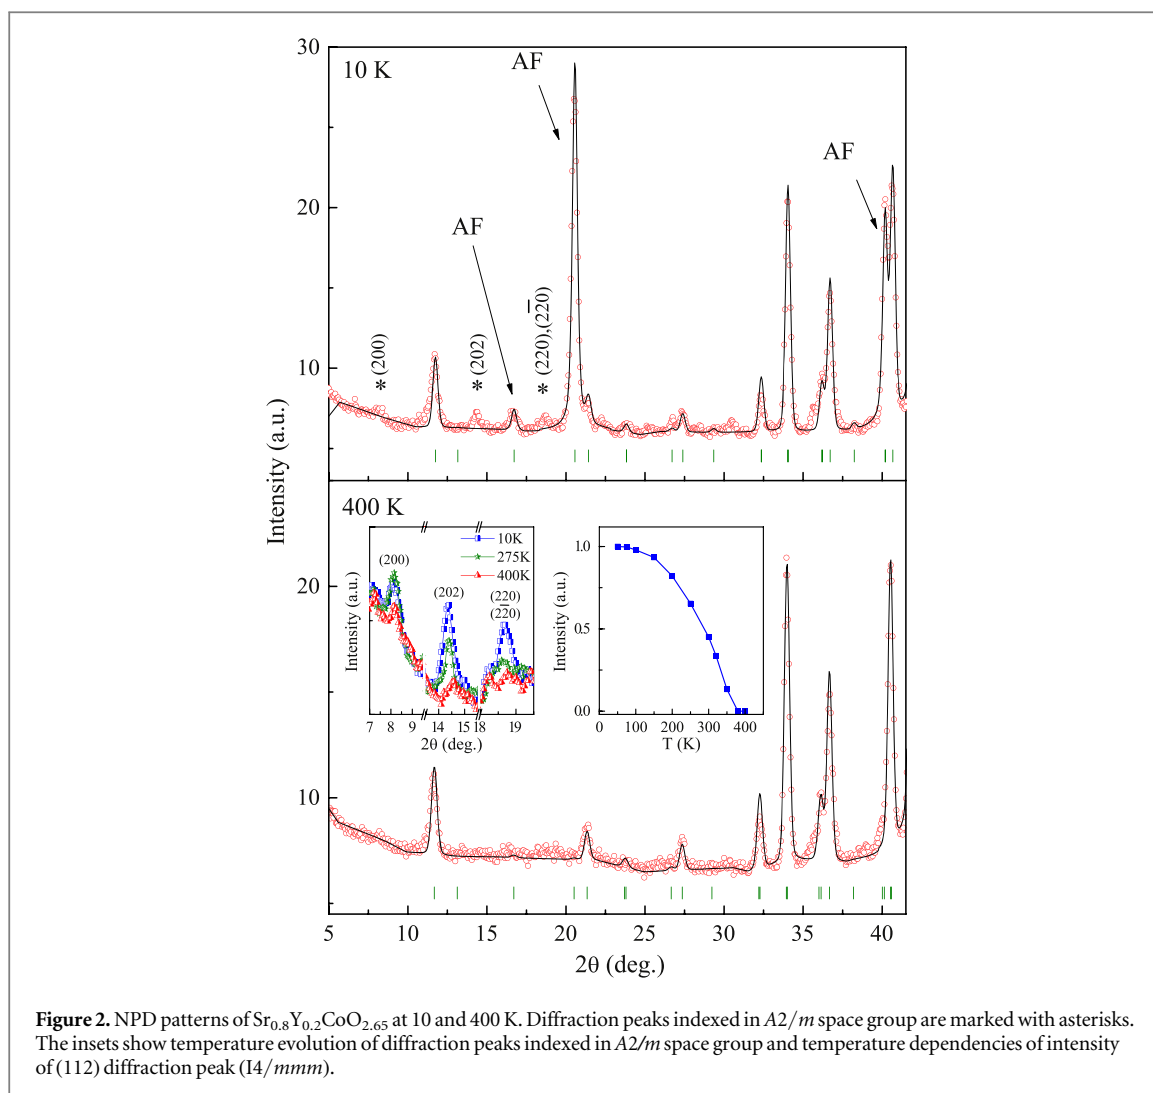 30
10 K
AF
20
AF
AF
* (200)
* (202)
* (220),(22̅0)
10
Intensity (a.u.)
400 K
20
10
10K
275K
400K
(200)
(202)
(220)
(22̅0)
Intensity (a.u.)
7 8 9 14 15 18 19
2θ (deg.)
1.0
0.5
0.0
Intensity (a.u.)
0 100 200 300 400
T (K)
5 10 15 20 25 30 35 40
2θ (deg.)
Figure 2. NPD patterns of Sr0.8Y0.2CoO2.65 at 10 and 400 K. Diffraction peaks indexed in A2/m space group are marked with asterisks.
The insets show temperature evolution of diffraction peaks indexed in A2/m space group and temperature dependencies of intensity
of (112) diffraction peak (I4/mmm).